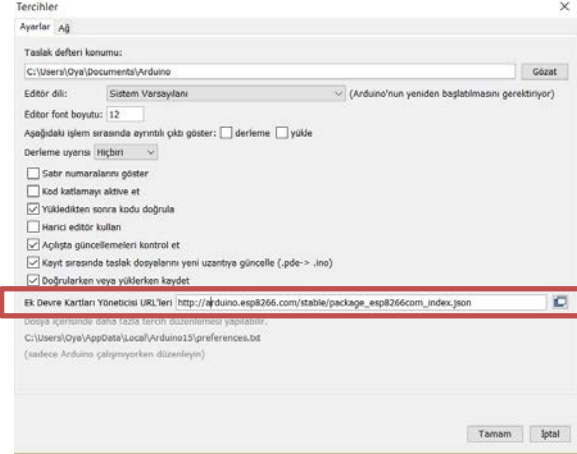 Tercihler
Ayarlar Ağ
Taslak defteri konumu:
C:\Users\Oya\Documents\Arduino Gözat
Editör dili: Sistem Varsayılanı (Arduino'nun yeniden başlatılmasını gerektiriyor)
Editor font boyutu: 12
Aşağıdaki işlem sırasında ayrıntılı çıktı göster: derleme yükle
Derleme uyarısı Hiçbiri
Satır numaralarını göster
Kod katlamayı aktive et
Yükledikten sonra kodu doğrula
Harici editör kullan
Açılışta güncellemeleri kontrol et
Kayıt sırasında taslak dosyalarını yeni uzantıya güncelle (.pde-> .ino)
Doğrularken veya yüklerken kaydet
Ek Devre Kartları Yöneticisi URL'leri http://arduino.esp8266.com/stable/package_esp8266com_index.json
Dosya içerisinde daha fazla tercih düzenlemesi yapılabilir.
C:\Users\Oya\AppData\Local\Arduino15\preferences.txt
(sadece Arduino çalışmıyorken düzenleyin)
Tamam İptal